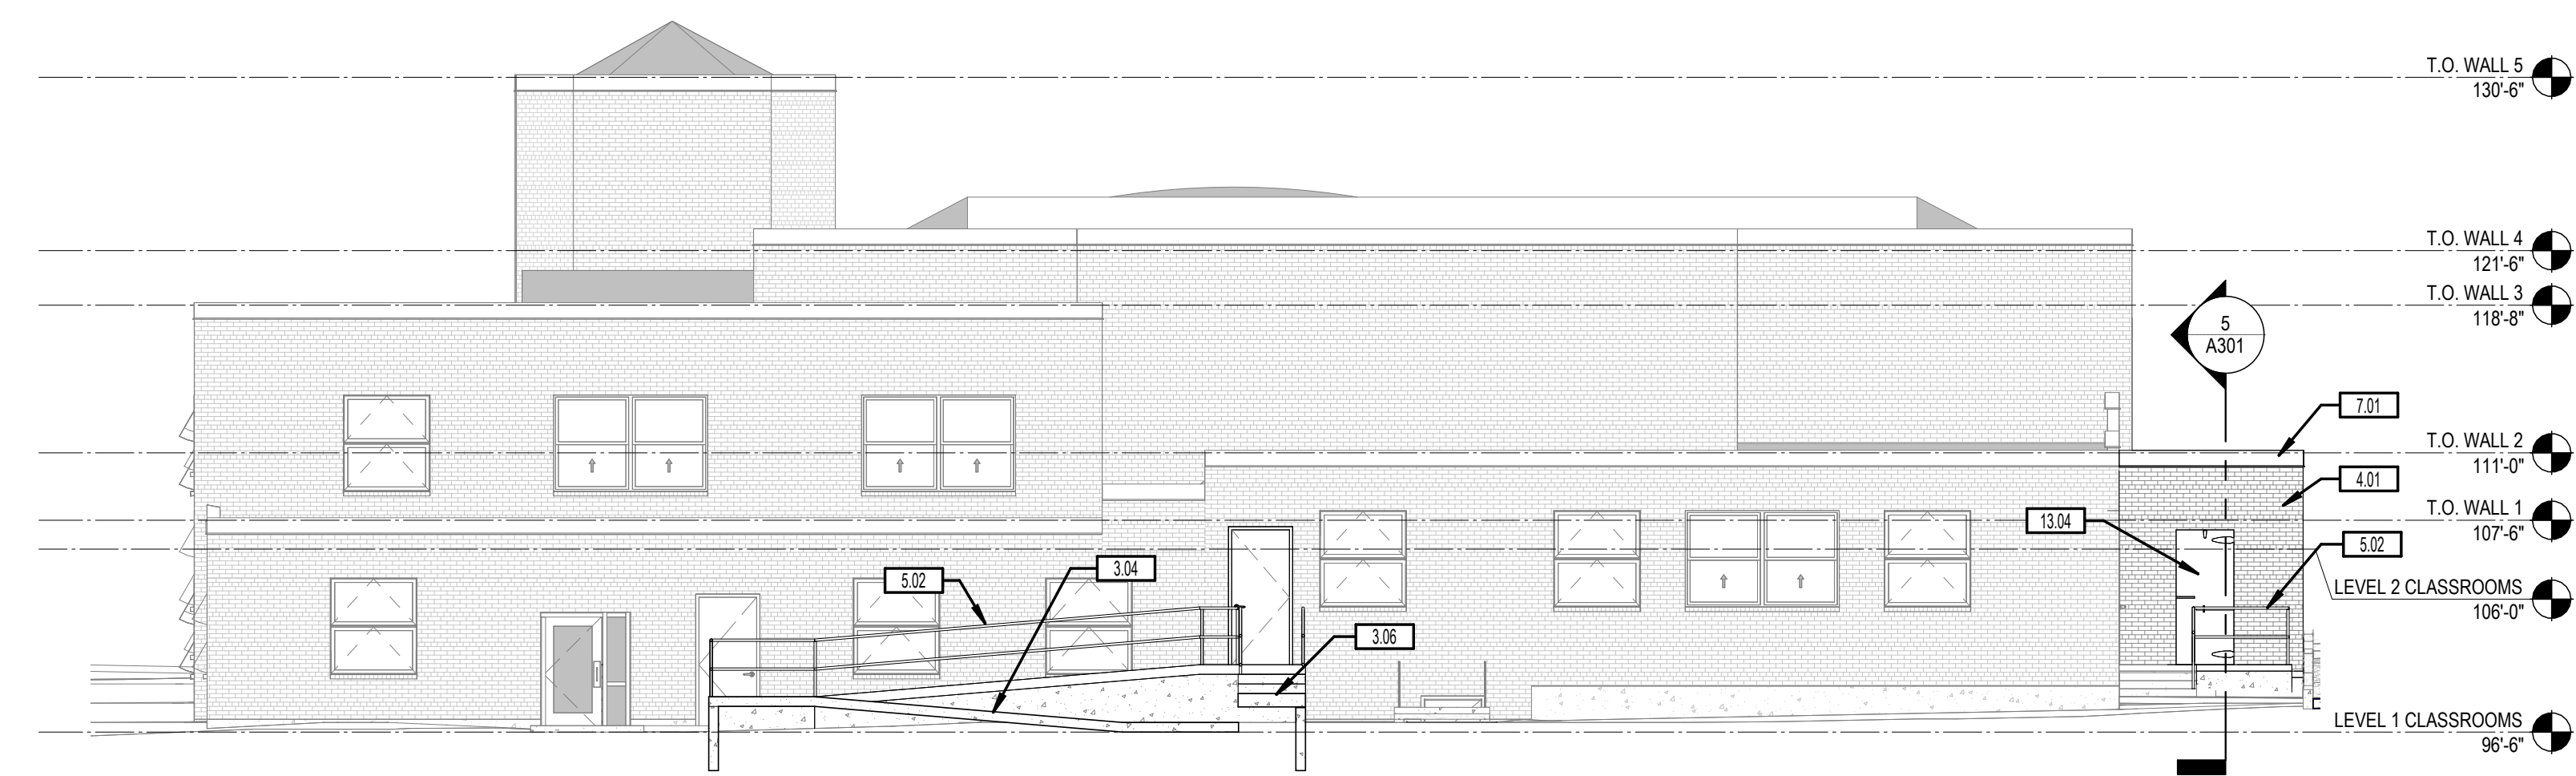 T.O. WALL 5
130'-6"
T.O. WALL 4
121'-6"
T.O. WALL 3
118'-8"
5
A301
7.01
T.O. WALL 2
111'-0"
4.01
T.O. WALL 1
107'-6"
13.04
5.02
3.04
5.02
LEVEL 2 CLASSROOMS
106'-0"
3.06
LEVEL 1 CLASSROOMS
96'-6"